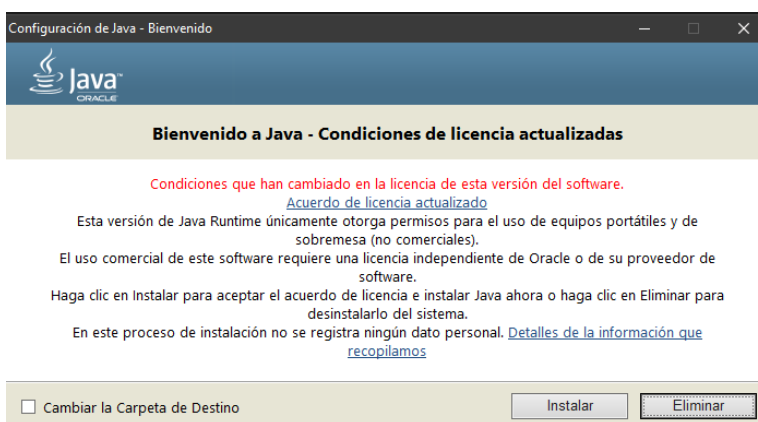 Configuración de Java - Bienvenido
Java™
ORACLE
Bienvenido a Java - Condiciones de licencia actualizadas
Condiciones que han cambiado en la licencia de esta versión del software.
Acuerdo de licencia actualizado
Esta versión de Java Runtime únicamente otorga permisos para el uso de equipos portátiles y de
sobremesa (no comerciales).
El uso comercial de este software requiere una licencia independiente de Oracle o de su proveedor de
software.
Haga clic en Instalar para aceptar el acuerdo de licencia e instalar Java ahora o haga clic en Eliminar para
desinstalarlo del sistema.
En este proceso de instalación no se registra ningún dato personal. Detalles de la información que
recopilamos
Cambiar la Carpeta de Destino
Instalar
Eliminar